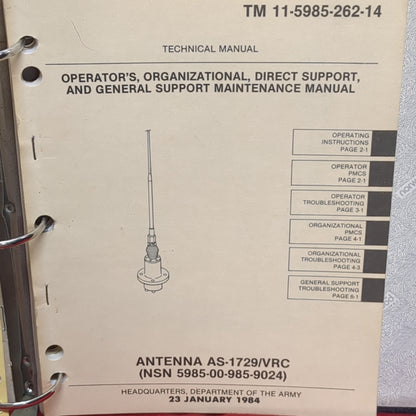 TM 11-5985-262-14
TECHNICAL MANUAL
OPERATOR'S, ORGANIZATIONAL, DIRECT SUPPORT,
AND GENERAL SUPPORT MAINTENANCE MANUAL
OPERATING
INSTRUCTIONS
PAGE 2-1
OPERATOR
PMCS
PAGE 2-1
OPERATOR
TROUBLESHOOTING
PAGE 3-1
ORGANIZATIONAL
PMCS
PAGE 4-1
ORGANIZATIONAL
TROUBLESHOOTING
PAGE 4-3
GENERAL SUPPORT
TROUBLESHOOTING
PAGE 6-1
ANTENNA AS-1729/VRC
(NSN 5985-00-985-9024)
HEADQUARTERS, DEPARTMENT OF THE ARMY
23 JANUARY 1984